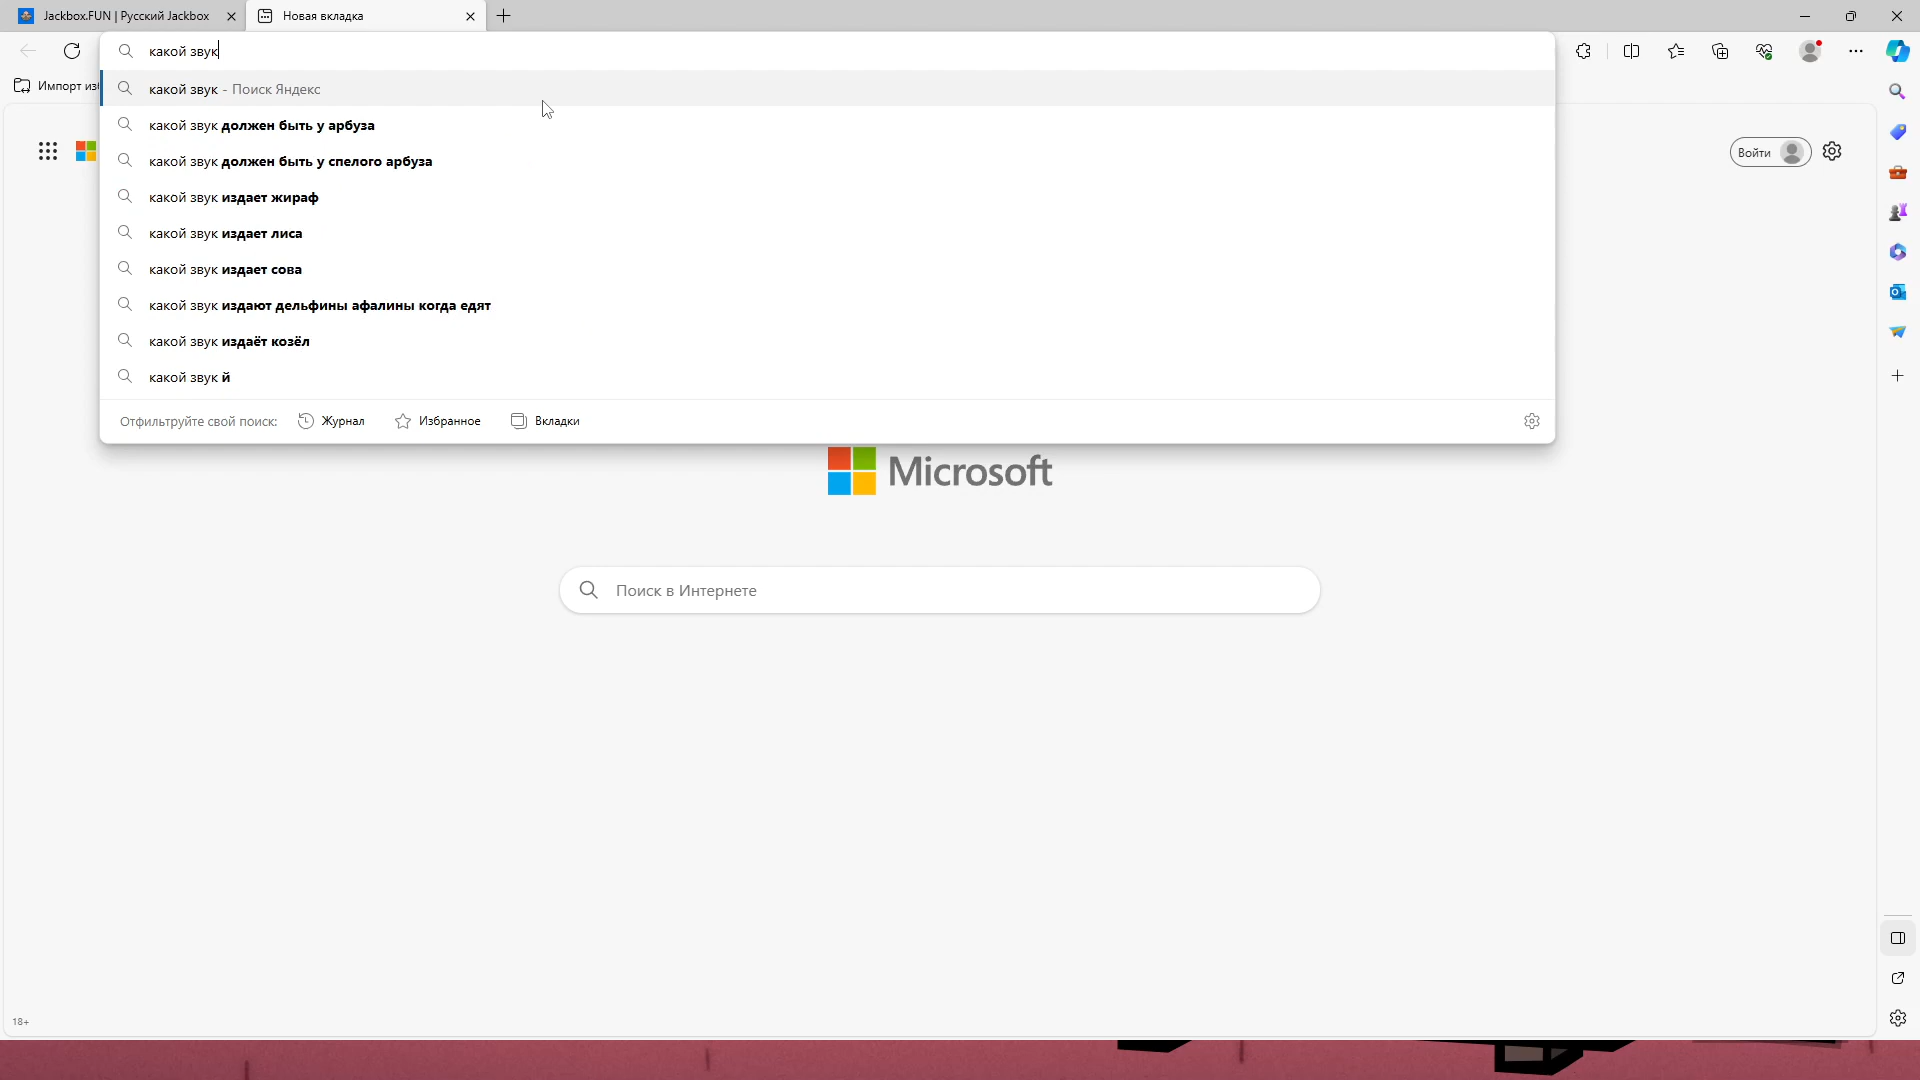 Jackbox.FUN | Русский Jackbox
Новая вкладка
какой звук
Импорт из
какой звук - Поиск Яндекс
какой звук должен быть у арбуза
какой звук должен быть у спелого арбуза
какой звук издает жираф
какой звук издает лиса
какой звук издает сова
какой звук издают дельфины афалины когда едят
какой звук издаёт козёл
какой звук й
Отфильтруйте свой поиск: Журнал Избранное Вкладки
Войти
Microsoft
Поиск в Интернете
18+